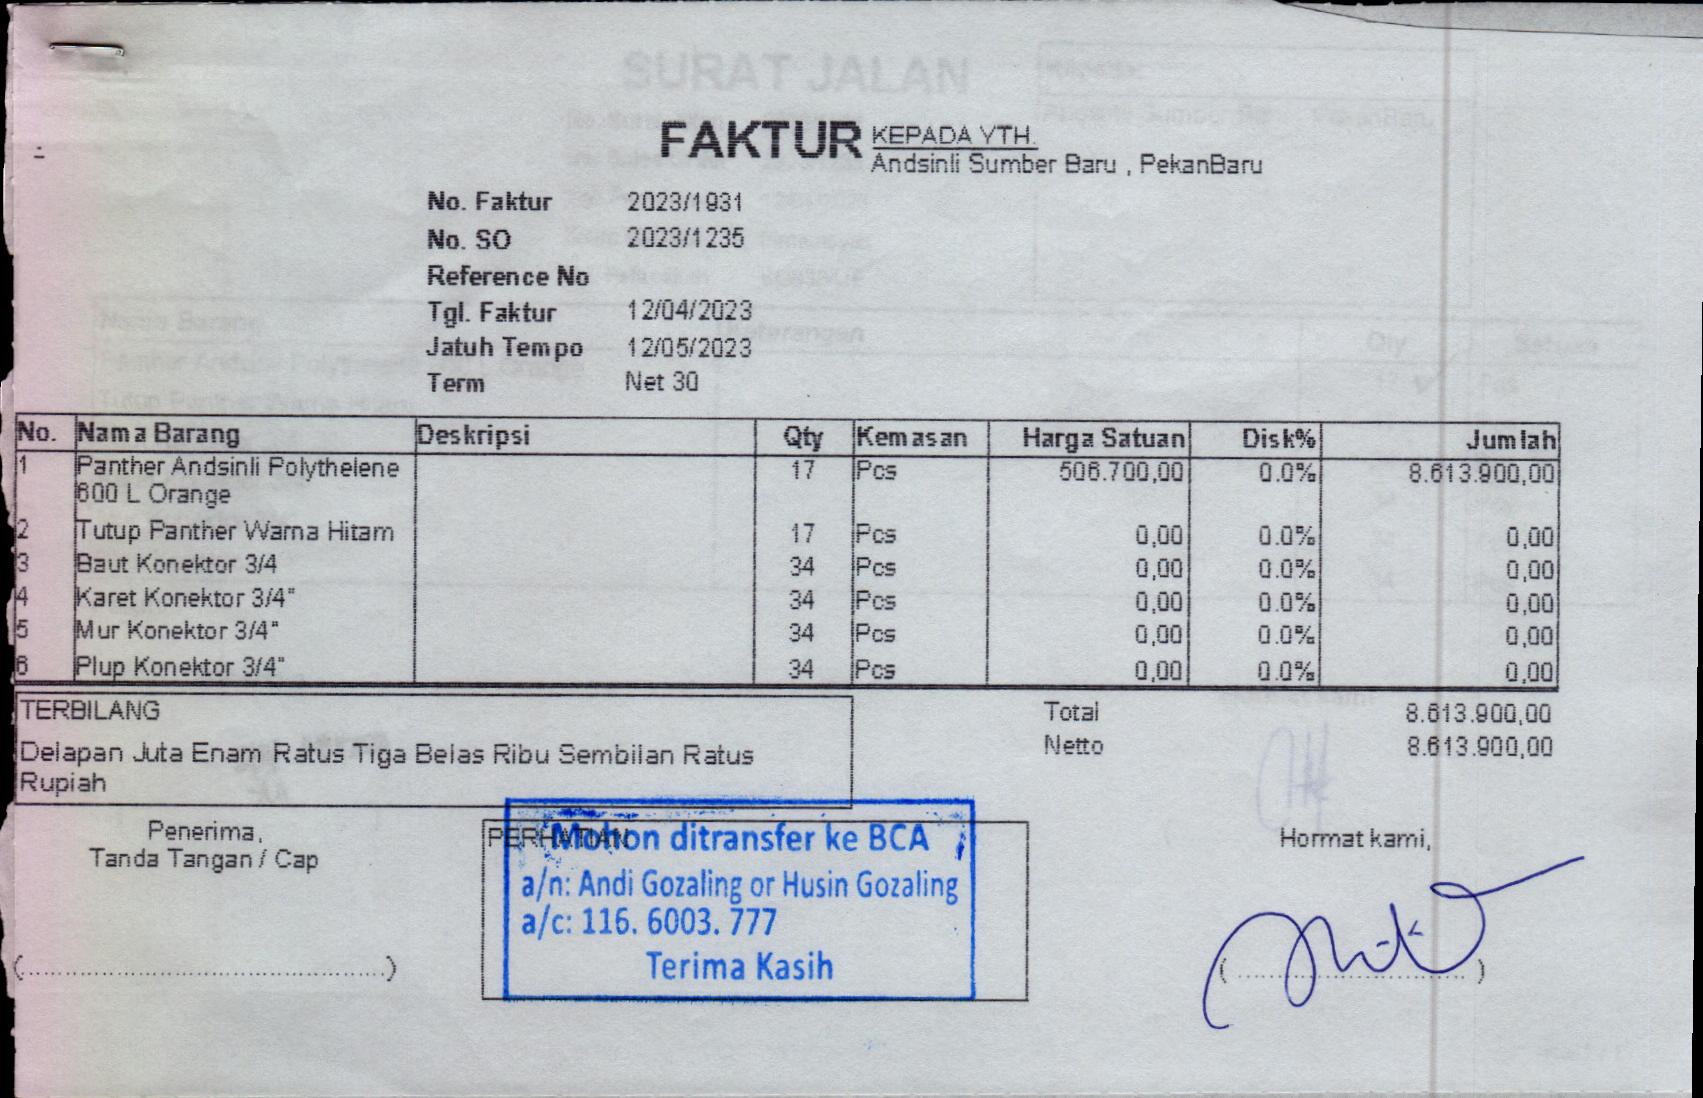 SURAT JALAN
FAKTUR
KEPADA YTH.
Andsinli Sumber Baru , PekanBaru
No. Faktur 2023/1931
No. SO 2023/1235
Reference No
Tgl. Faktur 12/04/2023
Jatuh Tempo 12/05/2023
Term Net 30
No. Nama Barang Deskripsi Qty Kemasan Harga Satuan Disk% Jumlah
1 Panther Andsinli Polythelene 17 Pcs 506.700,00 0.0% 8.613.900,00
600 L Orange
2 Tutup Panther Warna Hitam 17 Pcs 0,00 0.0% 0,00
3 Baut Konektor 3/4 34 Pcs 0,00 0.0% 0,00
4 Karet Konektor 3/4" 34 Pcs 0,00 0.0% 0,00
5 Mur Konektor 3/4" 34 Pcs 0,00 0.0% 0,00
6 Plup Konektor 3/4" 34 Pcs 0,00 0.0% 0,00
TERBILANG
Delapan Juta Enam Ratus Tiga Belas Ribu Sembilan Ratus
Rupiah
Total 8.613.900,00
Netto 8.613.900,00
Penerima,
Tanda Tangan / Cap
PERHATIAN
Mohon ditransfer ke BCA
a/n: Andi Gozaling or Husin Gozaling
a/c: 116. 6003. 777
Terima Kasih
Hormat kami,